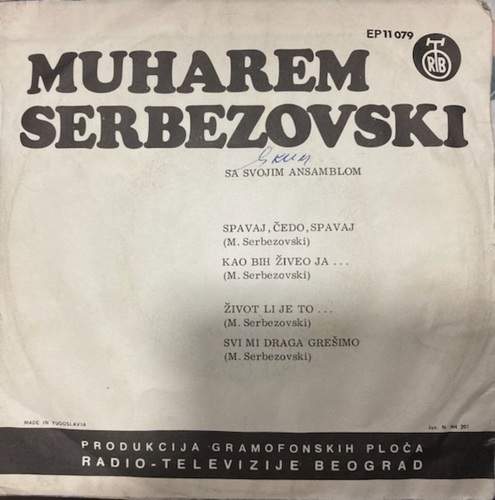 EP 11 079
RTB
MUHAREM
SERBEZOVSKI
SA SVOJIM ANSAMBLOM
SPAVAJ, ČEDO, SPAVAJ
(M. Serbezovski)
KAO BIH ŽIVEO JA . . .
(M. Serbezovski)
ŽIVOT LI JE TO . . .
(M. Serbezovski)
SVI MI DRAGA GREŠIMO
(M. Serbezovski)
MADE IN YUGOSLAVIA
PRODUKCIJA GRAMOFONSKIH PLOČA
RADIO-TELEVIZIJE BEOGRAD